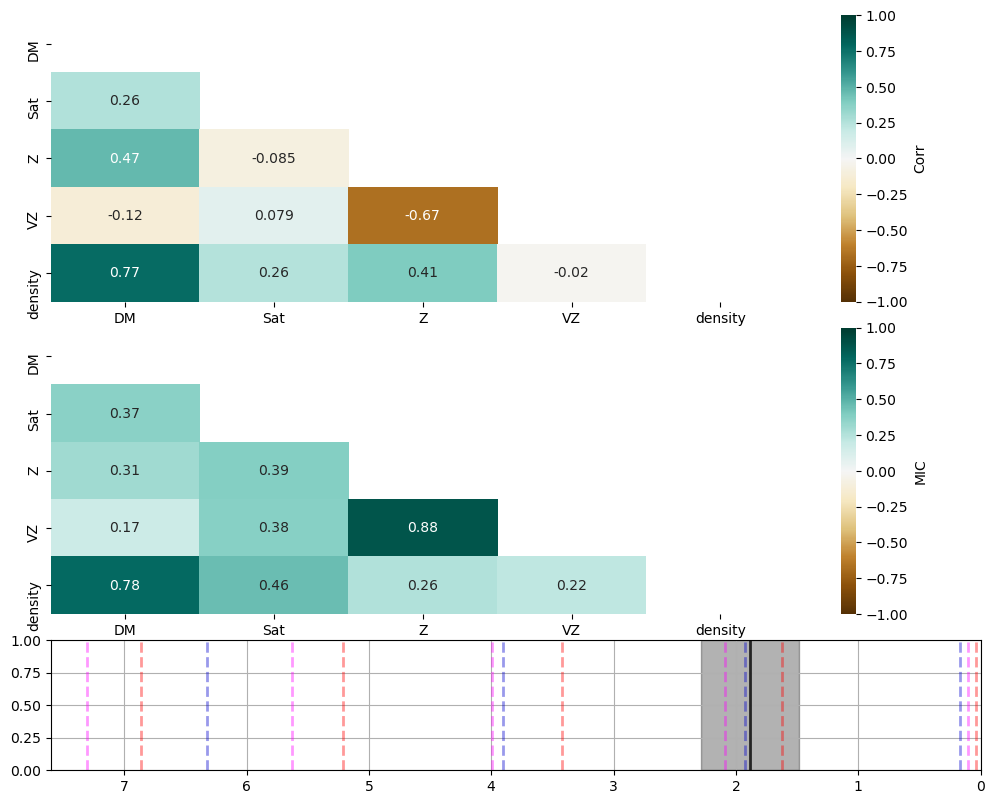 DM
Sat
Z
VZ
density
0.26
0.47 -0.085
-0.12 0.079 -0.67
0.77 0.26 0.41 -0.02
DM Sat Z VZ density
1.00
0.75
0.50
0.25
0.00
−0.25
−0.50
−0.75
−1.00
Corr
DM
Sat
Z
VZ
density
0.37
0.31 0.39
0.17 0.38 0.88
0.78 0.46 0.26 0.22
DM Sat Z VZ density
1.00
0.75
0.50
0.25
0.00
−0.25
−0.50
−0.75
−1.00
MIC
1.00
0.75
0.50
0.25
0.00
7 6 5 4 3 2 1 0